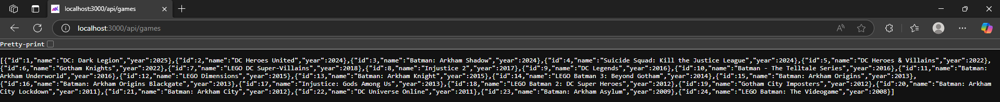 localhost:3000/api/games
localhost:3000/api/games
Pretty-print
[{"id":1,"name":"DC: Dark Legion","year":2025},{"id":2,"name":"DC Heroes United","year":2024},{"id":3,"name":"Batman: Arkham Shadow","year":2024},{"id":4,"name":"Suicide Squad: Kill the Justice League","year":2024},{"id":5,"name":"DC Heroes & Villains","year":2022},
{"id":6,"name":"Gotham Knights","year":2022},{"id":7,"name":"LEGO DC Super-Villains","year":2018},{"id":8,"name":"Injustice 2","year":2017},{"id":9,"name":"DC Legends","year":2016},{"id":10,"name":"Batman - The Telltale Series","year":2016},{"id":11,"name":"Batman:
Arkham Underworld","year":2016},{"id":12,"name":"LEGO Dimensions","year":2015},{"id":13,"name":"Batman: Arkham Knight","year":2015},{"id":14,"name":"LEGO Batman 3: Beyond Gotham","year":2014},{"id":15,"name":"Batman: Arkham Origins","year":2013},
{"id":16,"name":"Batman: Arkham Origins Blackgate","year":2013},{"id":17,"name":"Injustice: Gods Among Us","year":2013},{"id":18,"name":"LEGO Batman 2: DC Super Heroes","year":2012},{"id":19,"name":"Gotham City Imposters","year":2012},{"id":20,"name":"Batman: Arkham
City Lockdown","year":2011},{"id":21,"name":"Batman: Arkham City","year":2012},{"id":22,"name":"DC Universe Online","year":2011},{"id":23,"name":"Batman: Arkham Asylum","year":2009},{"id":24,"name":"LEGO Batman: The Videogame","year":2008}]